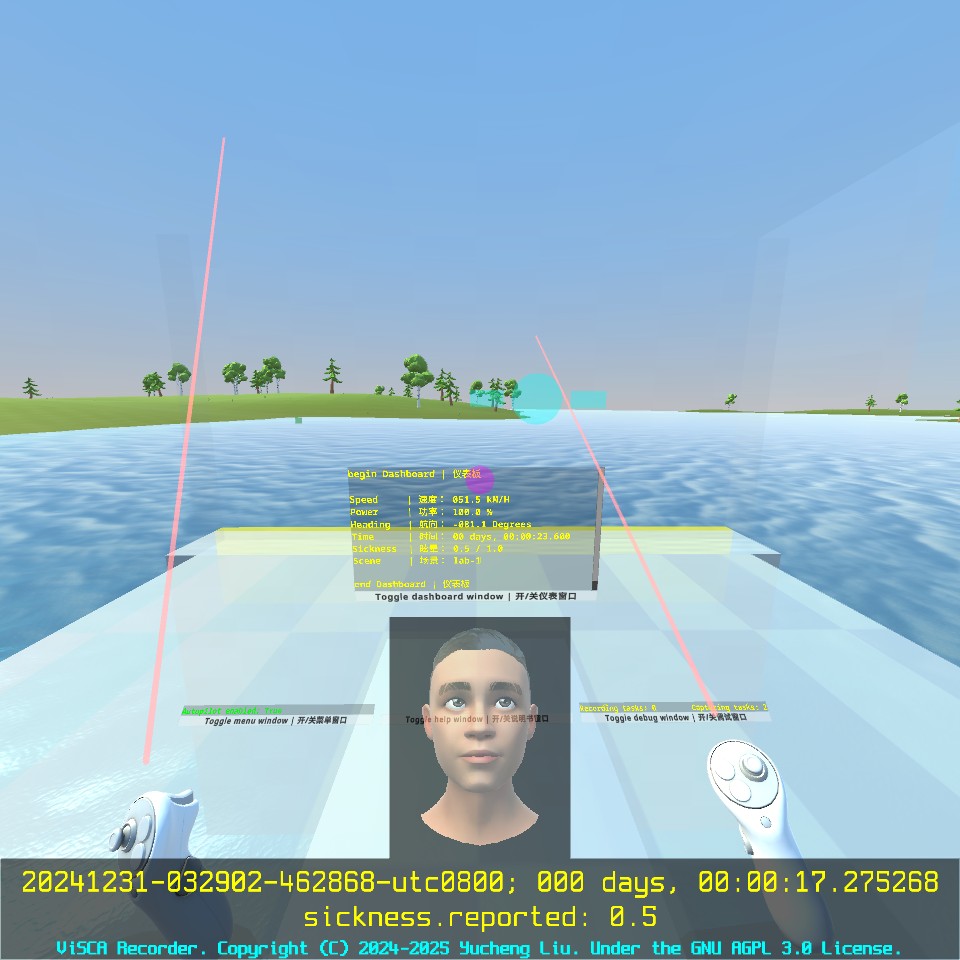 begin Dashboard | 仪表板
Speed | 速度: 051.5 kM/H
Power | 功率: 100.0 %
Heading | 航向: -081.1 Degrees
Time | 时间: 00 days, 00:00:23.600
Sickness | 眩晕: 0.5 / 1.0
Scene | 场景: lab-1
end Dashboard | 仪表板
Toggle dashboard window | 开/关仪表窗口
Autopilot enabled: True
Toggle menu window | 开/关菜单窗口
Toggle help window | 开/关说明书窗口
Recording tasks: 0 Capturing tasks: 2
Toggle debug window | 开/关调试窗口
20241231-032902-462868-utc0800; 000 days, 00:00:17.275268
sickness.reported: 0.5
ViSCA Recorder. Copyright (C) 2024-2025 Yucheng Liu. Under the GNU AGPL 3.0 License.